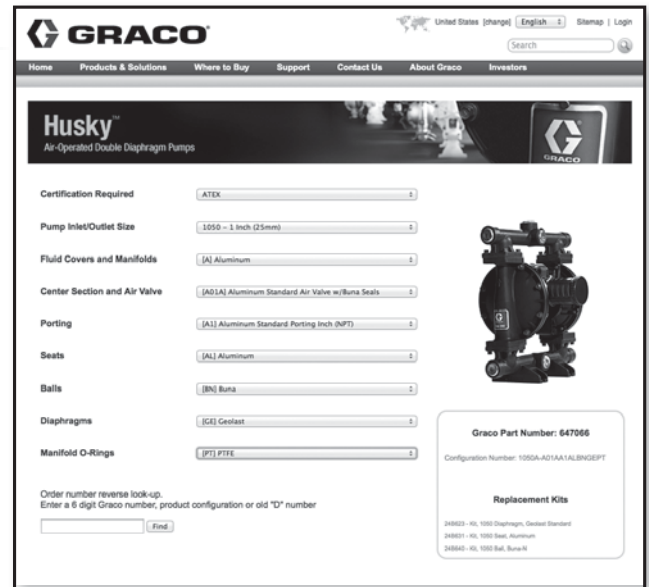 GRACO
United States [change] English Sitemap | Login
Search
Home Products & Solutions Where to Buy Support Contact Us About Graco Investors
Husky™
Air-Operated Double Diaphragm Pumps
GRACO
Certification Required ATEX
Pump Inlet/Outlet Size 1050 – 1 Inch (25mm)
Fluid Covers and Manifolds [A] Aluminum
Center Section and Air Valve [A01A] Aluminum Standard Air Valve w/Buna Seals
Porting [A1] Aluminum Standard Porting Inch (NPT)
Seats [AL] Aluminum
Balls [BN] Buna
Diaphragms [GE] Geolast
Manifold O-Rings [PT] PTFE
Order number reverse look-up.
Enter a 6 digit Graco number, product configuration or old "D" number
Find
Graco Part Number: 647066
Configuration Number: 1050A-A01AA1ALBNGEPT
Replacement Kits
24B623 - Kit, 1050 Diaphragm, Geolast Standard
24B631 - Kit, 1050 Seat, Aluminum
24B640 - Kit, 1050 Ball, Buna-N